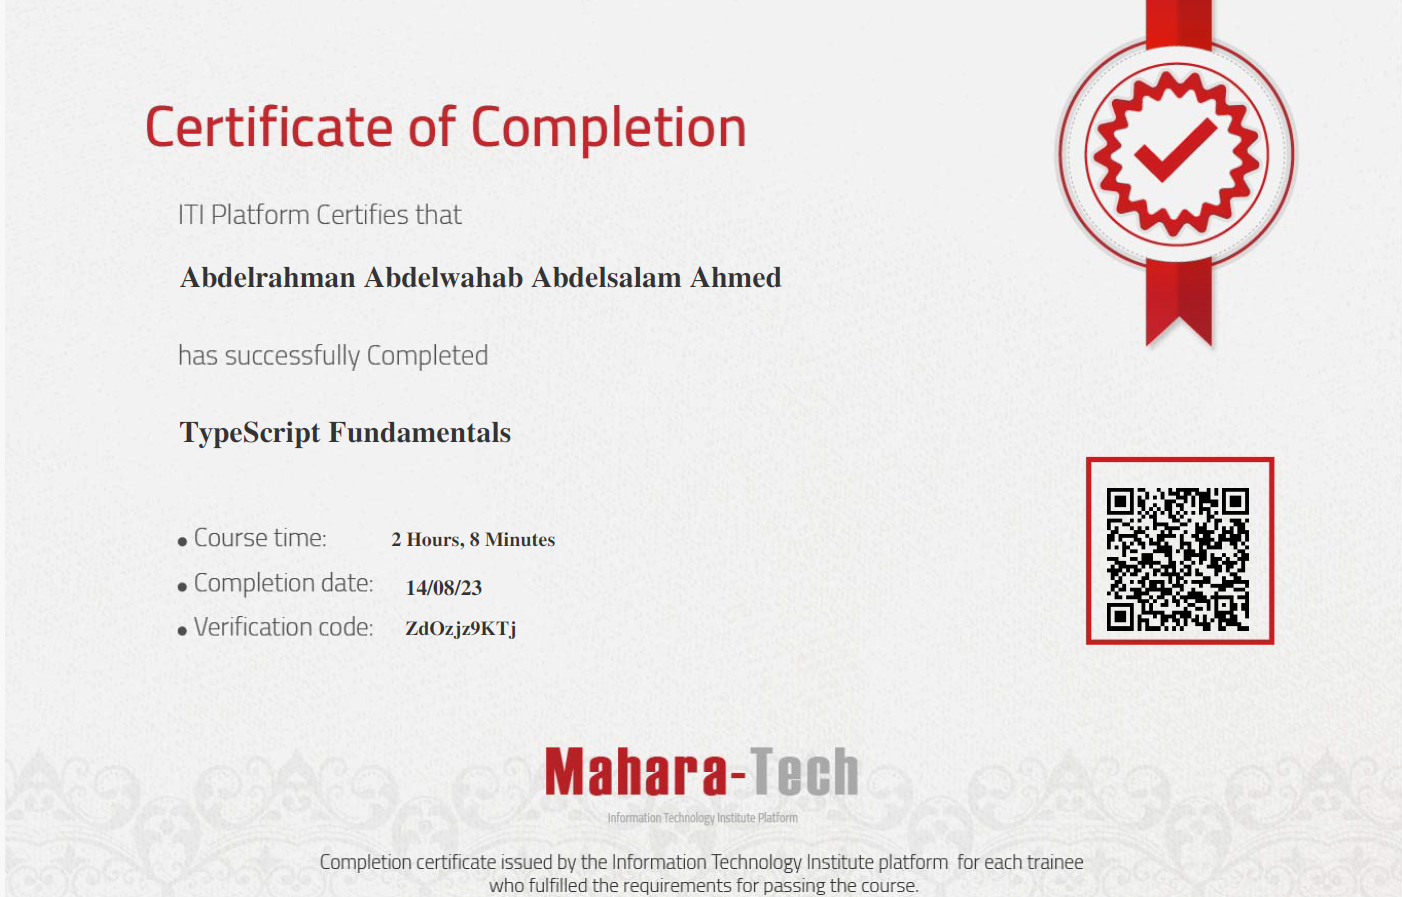 Certificate of Completion
ITI Platform Certifies that
Abdelrahman Abdelwahab Abdelsalam Ahmed
has successfully Completed
TypeScript Fundamentals
• Course time: 2 Hours, 8 Minutes
• Completion date: 14/08/23
• Verification code: ZdOzjz9KTj
Mahara-Tech
Information Technology Institute Platform
Completion certificate issued by the Information Technology Institute platform for each trainee
who fulfilled the requirements for passing the course.